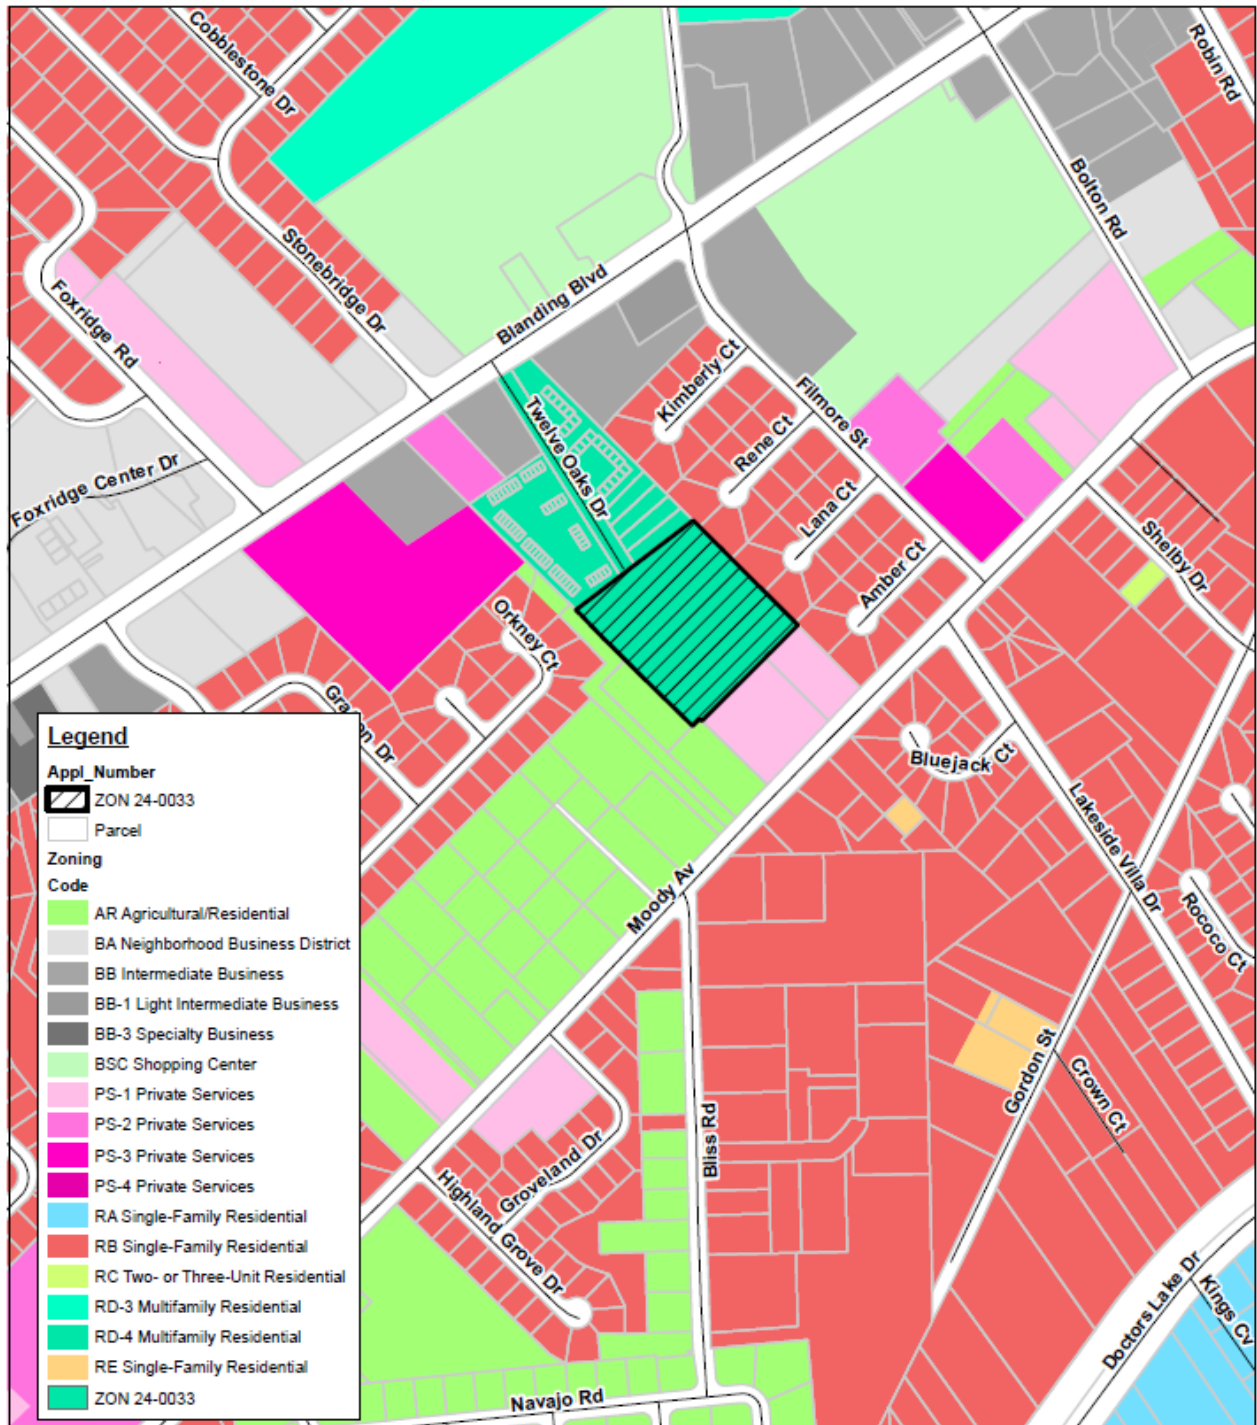 Cobblestone Dr
Robin Rd
Bolton Rd
Stonebridge Dr
Foxridge Rd
Blanding Blvd
Kimberly Ct
Filmore St
Twelve Oaks Dr
Rene Ct
Foxridge Center Dr
Lana Ct
Shelby Dr
Amber Ct
Orkney Ct
Bluejack Ct
Lakeside Villa Dr
Moody Av
Rococo Ct
Gordon St
Crown Ct
Bliss Rd
Groveland Dr
Highland Grove Dr
Doctors Lake Dr
Kings Cv
Navajo Rd
Legend
Appl_Number
ZON 24-0033
Parcel
Zoning
Code
AR Agricultural/Residential
BA Neighborhood Business District
BB Intermediate Business
BB-1 Light Intermediate Business
BB-3 Specialty Business
BSC Shopping Center
PS-1 Private Services
PS-2 Private Services
PS-3 Private Services
PS-4 Private Services
RA Single-Family Residential
RB Single-Family Residential
RC Two- or Three-Unit Residential
RD-3 Multifamily Residential
RD-4 Multifamily Residential
RE Single-Family Residential
ZON 24-0033